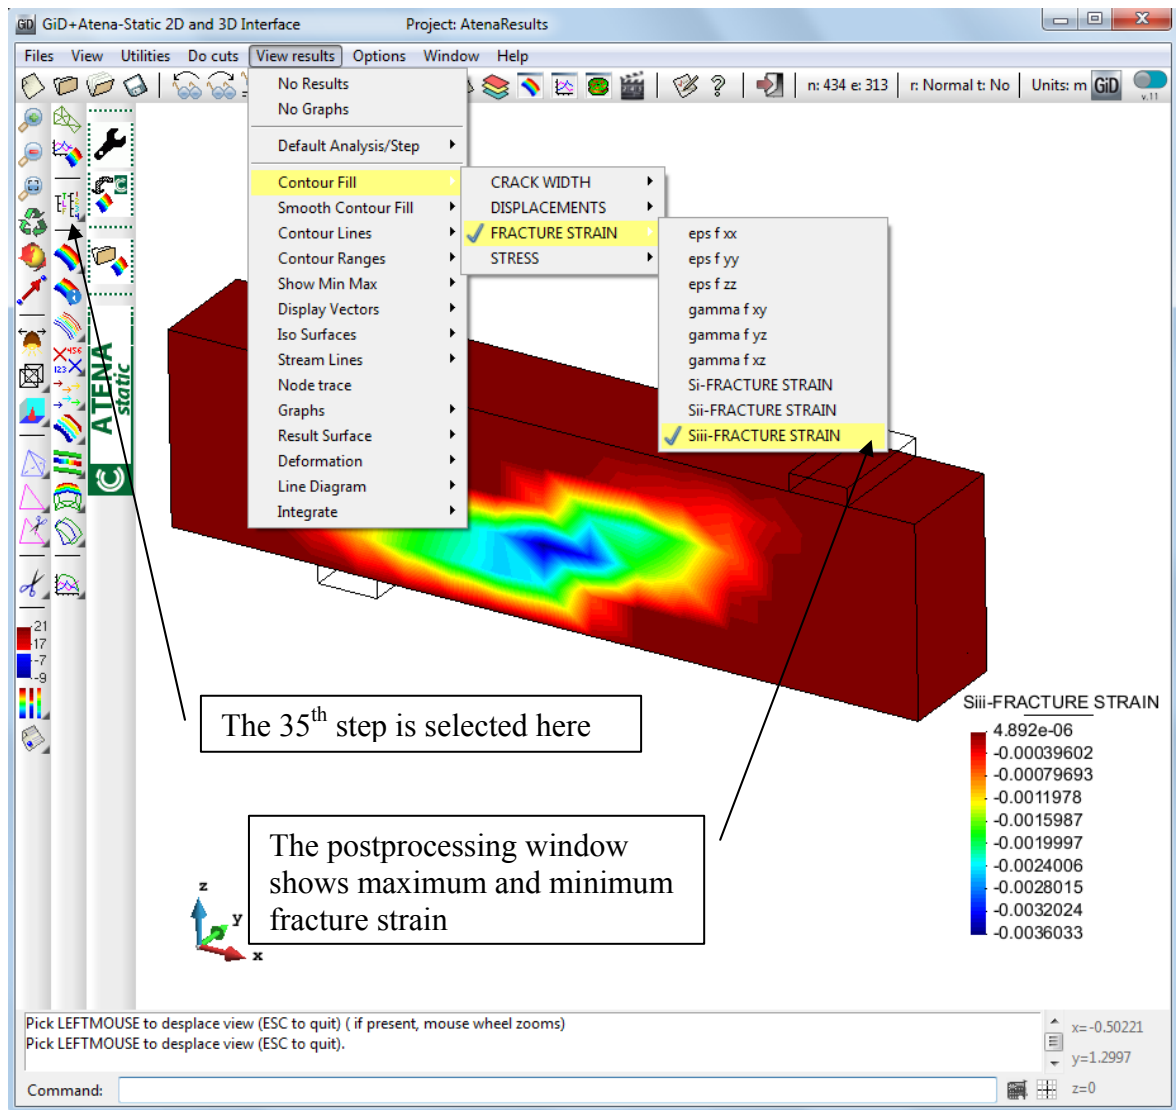 GiD+Atena-Static 2D and 3D Interface Project: AtenaResults
Files View Utilities Do cuts View results Options Window Help
n: 434 e: 313 r: Normal t: No Units: m GiD
v.11
No Results
No Graphs
Default Analysis/Step
Contour Fill
Smooth Contour Fill
Contour Lines
Contour Ranges
Show Min Max
Display Vectors
Iso Surfaces
Stream Lines
Node trace
Graphs
Result Surface
Deformation
Line Diagram
Integrate
CRACK WIDTH
DISPLACEMENTS
FRACTURE STRAIN
STRESS
eps f xx
eps f yy
eps f zz
gamma f xy
gamma f yz
gamma f xz
Si-FRACTURE STRAIN
Sii-FRACTURE STRAIN
Siii-FRACTURE STRAIN
ATENA
static
21
17
-7
-9
The 35th step is selected here
The postprocessing window
shows maximum and minimum
fracture strain
Siii-FRACTURE STRAIN
4.892e-06
-0.00039602
-0.00079693
-0.0011978
-0.0015987
-0.0019997
-0.0024006
-0.0028015
-0.0032024
-0.0036033
z
y
x
Pick LEFTMOUSE to desplace view (ESC to quit) ( if present, mouse wheel zooms)
Pick LEFTMOUSE to desplace view (ESC to quit).
x=-0.50221
y=1.2997
z=0
Command: